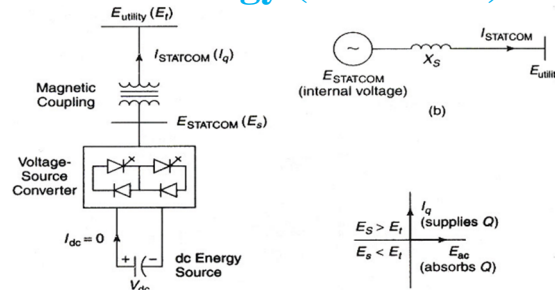 E_utility (E_t)
I_STATCOM (I_q)
Magnetic
Coupling
E_STATCOM (E_s)
Voltage-
Source
Converter
I_dc = 0
+ −
dc Energy
Source
V_dc
~
X_S
I_STATCOM
E_STATCOM
(internal voltage)
(b)
I_q
(supplies Q)
E_S > E_t
E_s < E_t
E_ac
(absorbs Q)